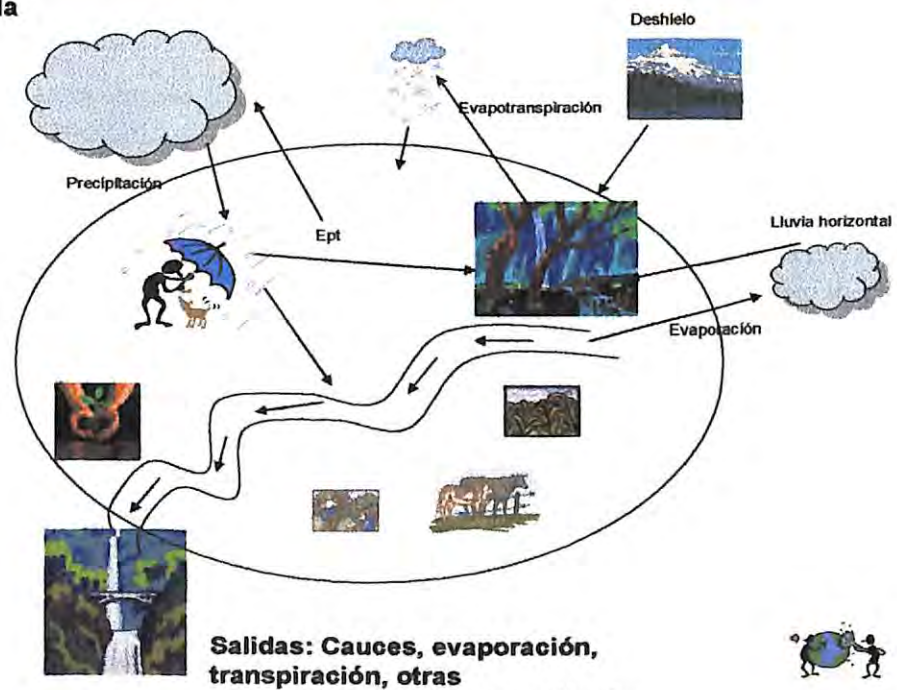 Deshielo
Evapotranspiración
Precipitación
Lluvia horizontal
Ept
Evaporación
Salidas: Cauces, evaporación,
transpiración, otras